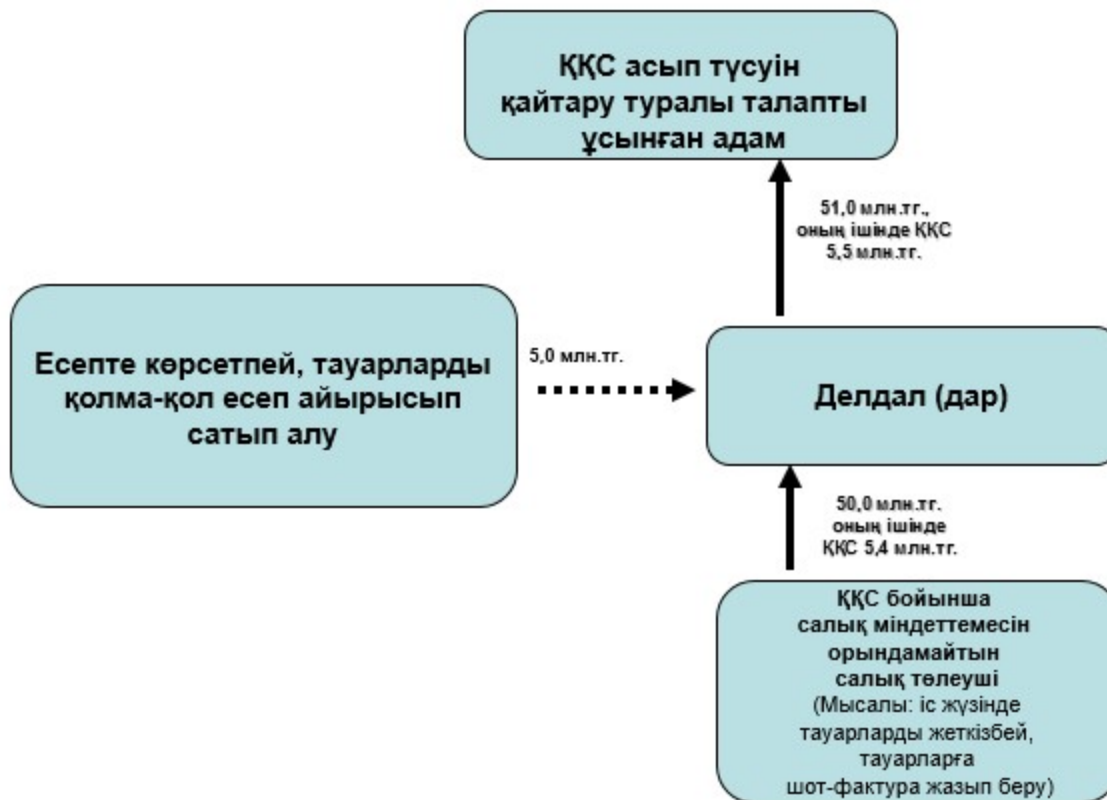 ҚҚС асып түсуін
қайтару туралы талапты
ұсынған адам
51,0 млн.тг.,
оның ішінде ҚҚС
5,5 млн.тг.
Есепте көрсетпей, тауарларды
қолма-қол есеп айырысып
сатып алу
5,0 млн.тг.
Делдал (дар)
50,0 млн.тг.
оның ішінде
ҚҚС 5,4 млн.тг.
ҚҚС бойынша
салық міндеттемесін
орындамайтын
салық төлеуші
(Мысалы: іс жүзінде
тауарларды жеткізбей,
тауарларға
шот-фактура жазып беру)